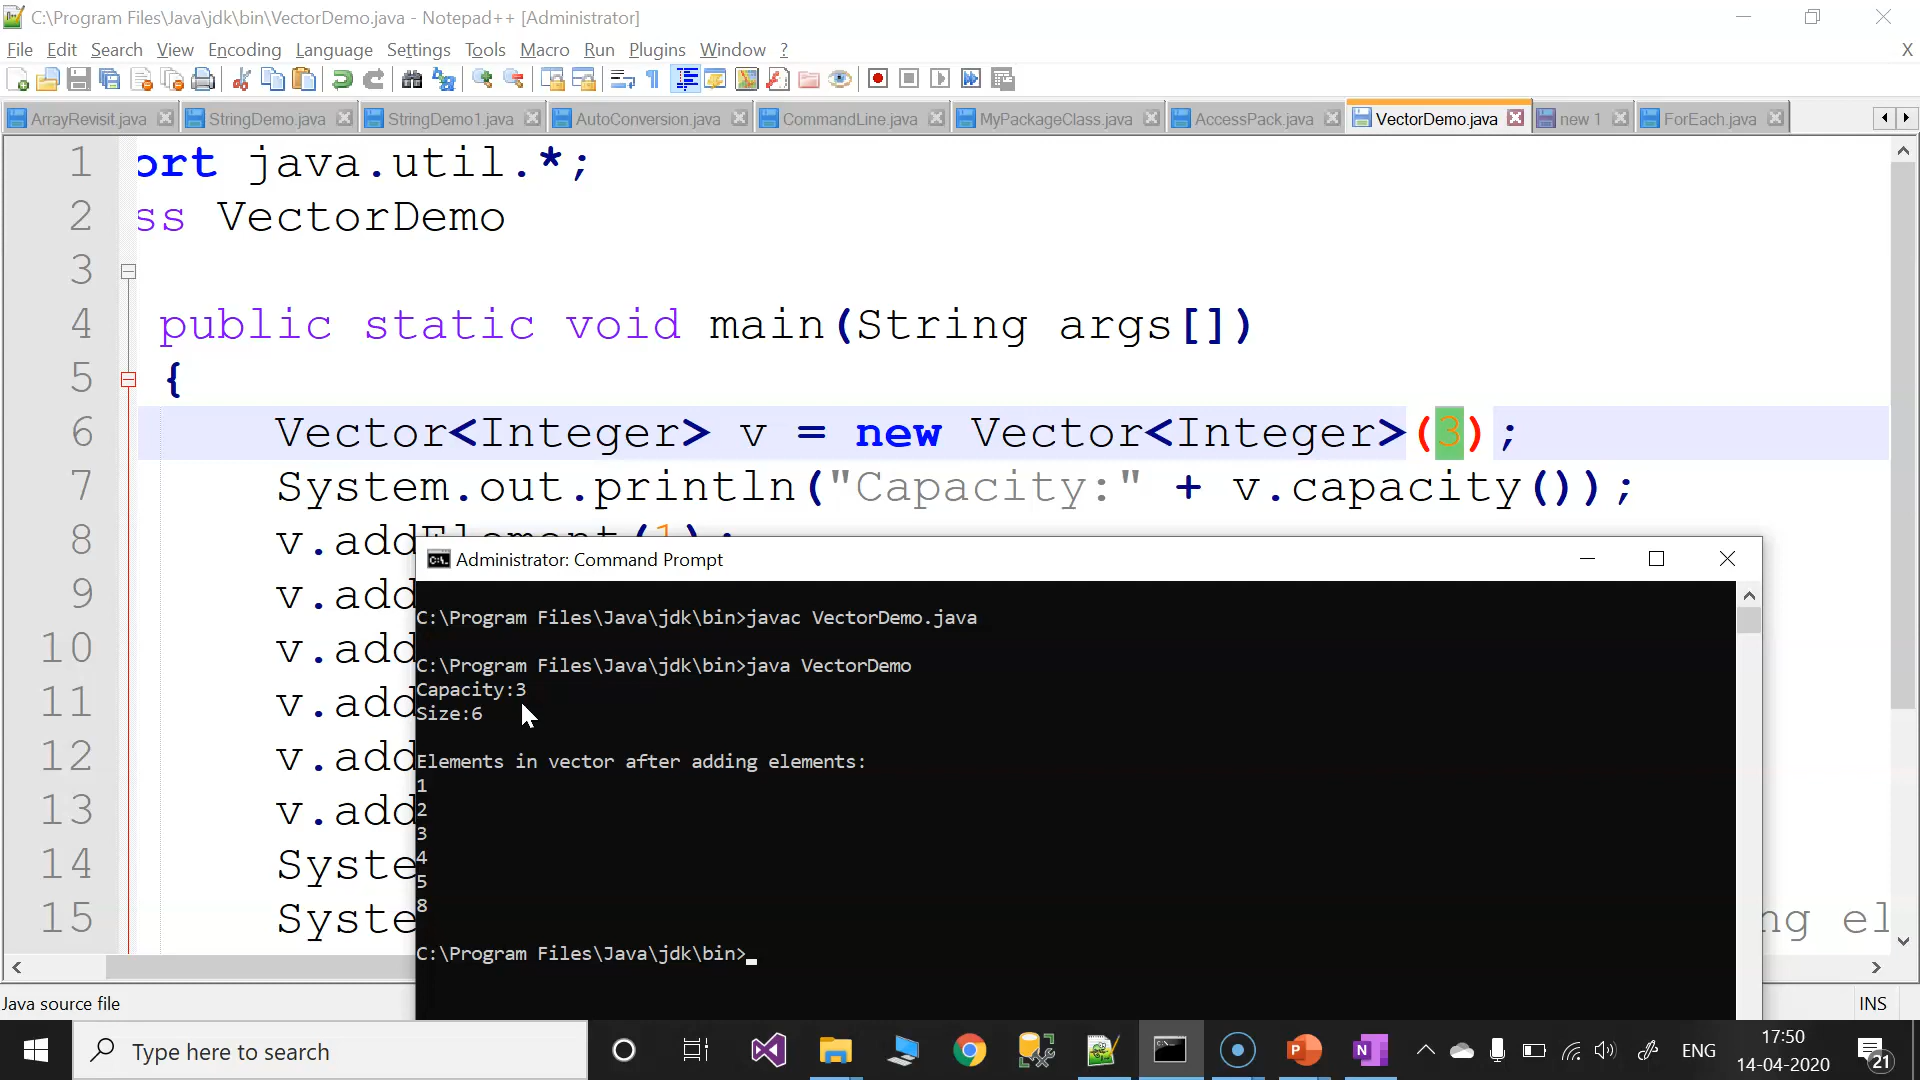 C:\Program Files\Java\jdk\bin\VectorDemo.java - Notepad++ [Administrator]
File Edit Search View Encoding Language Settings Tools Macro Run Plugins Window ? X
ArrayRevisit.java StringDemo.java StringDemo1.java AutoConversion.java CommandLine.java MyPackageClass.java AccessPack.java VectorDemo.java new 1 ForEach.java
1 ort java.util.*;
2 ss VectorDemo
3
4 public static void main(String args[])
5 {
6 Vector<Integer> v = new Vector<Integer>(3);
7 System.out.println("Capacity:" + v.capacity());
8 v.addElement(1);
9 v.add
10 v.add
11 v.add
12 v.add
13 v.add
14 Syste
15 Syste ng el
Administrator: Command Prompt
C:\Program Files\Java\jdk\bin>javac VectorDemo.java
C:\Program Files\Java\jdk\bin>java VectorDemo
Capacity:3
Size:6
Elements in vector after adding elements:
1
2
3
4
5
8
C:\Program Files\Java\jdk\bin>
Java source file INS
Type here to search
ENG
17:50
14-04-2020
21